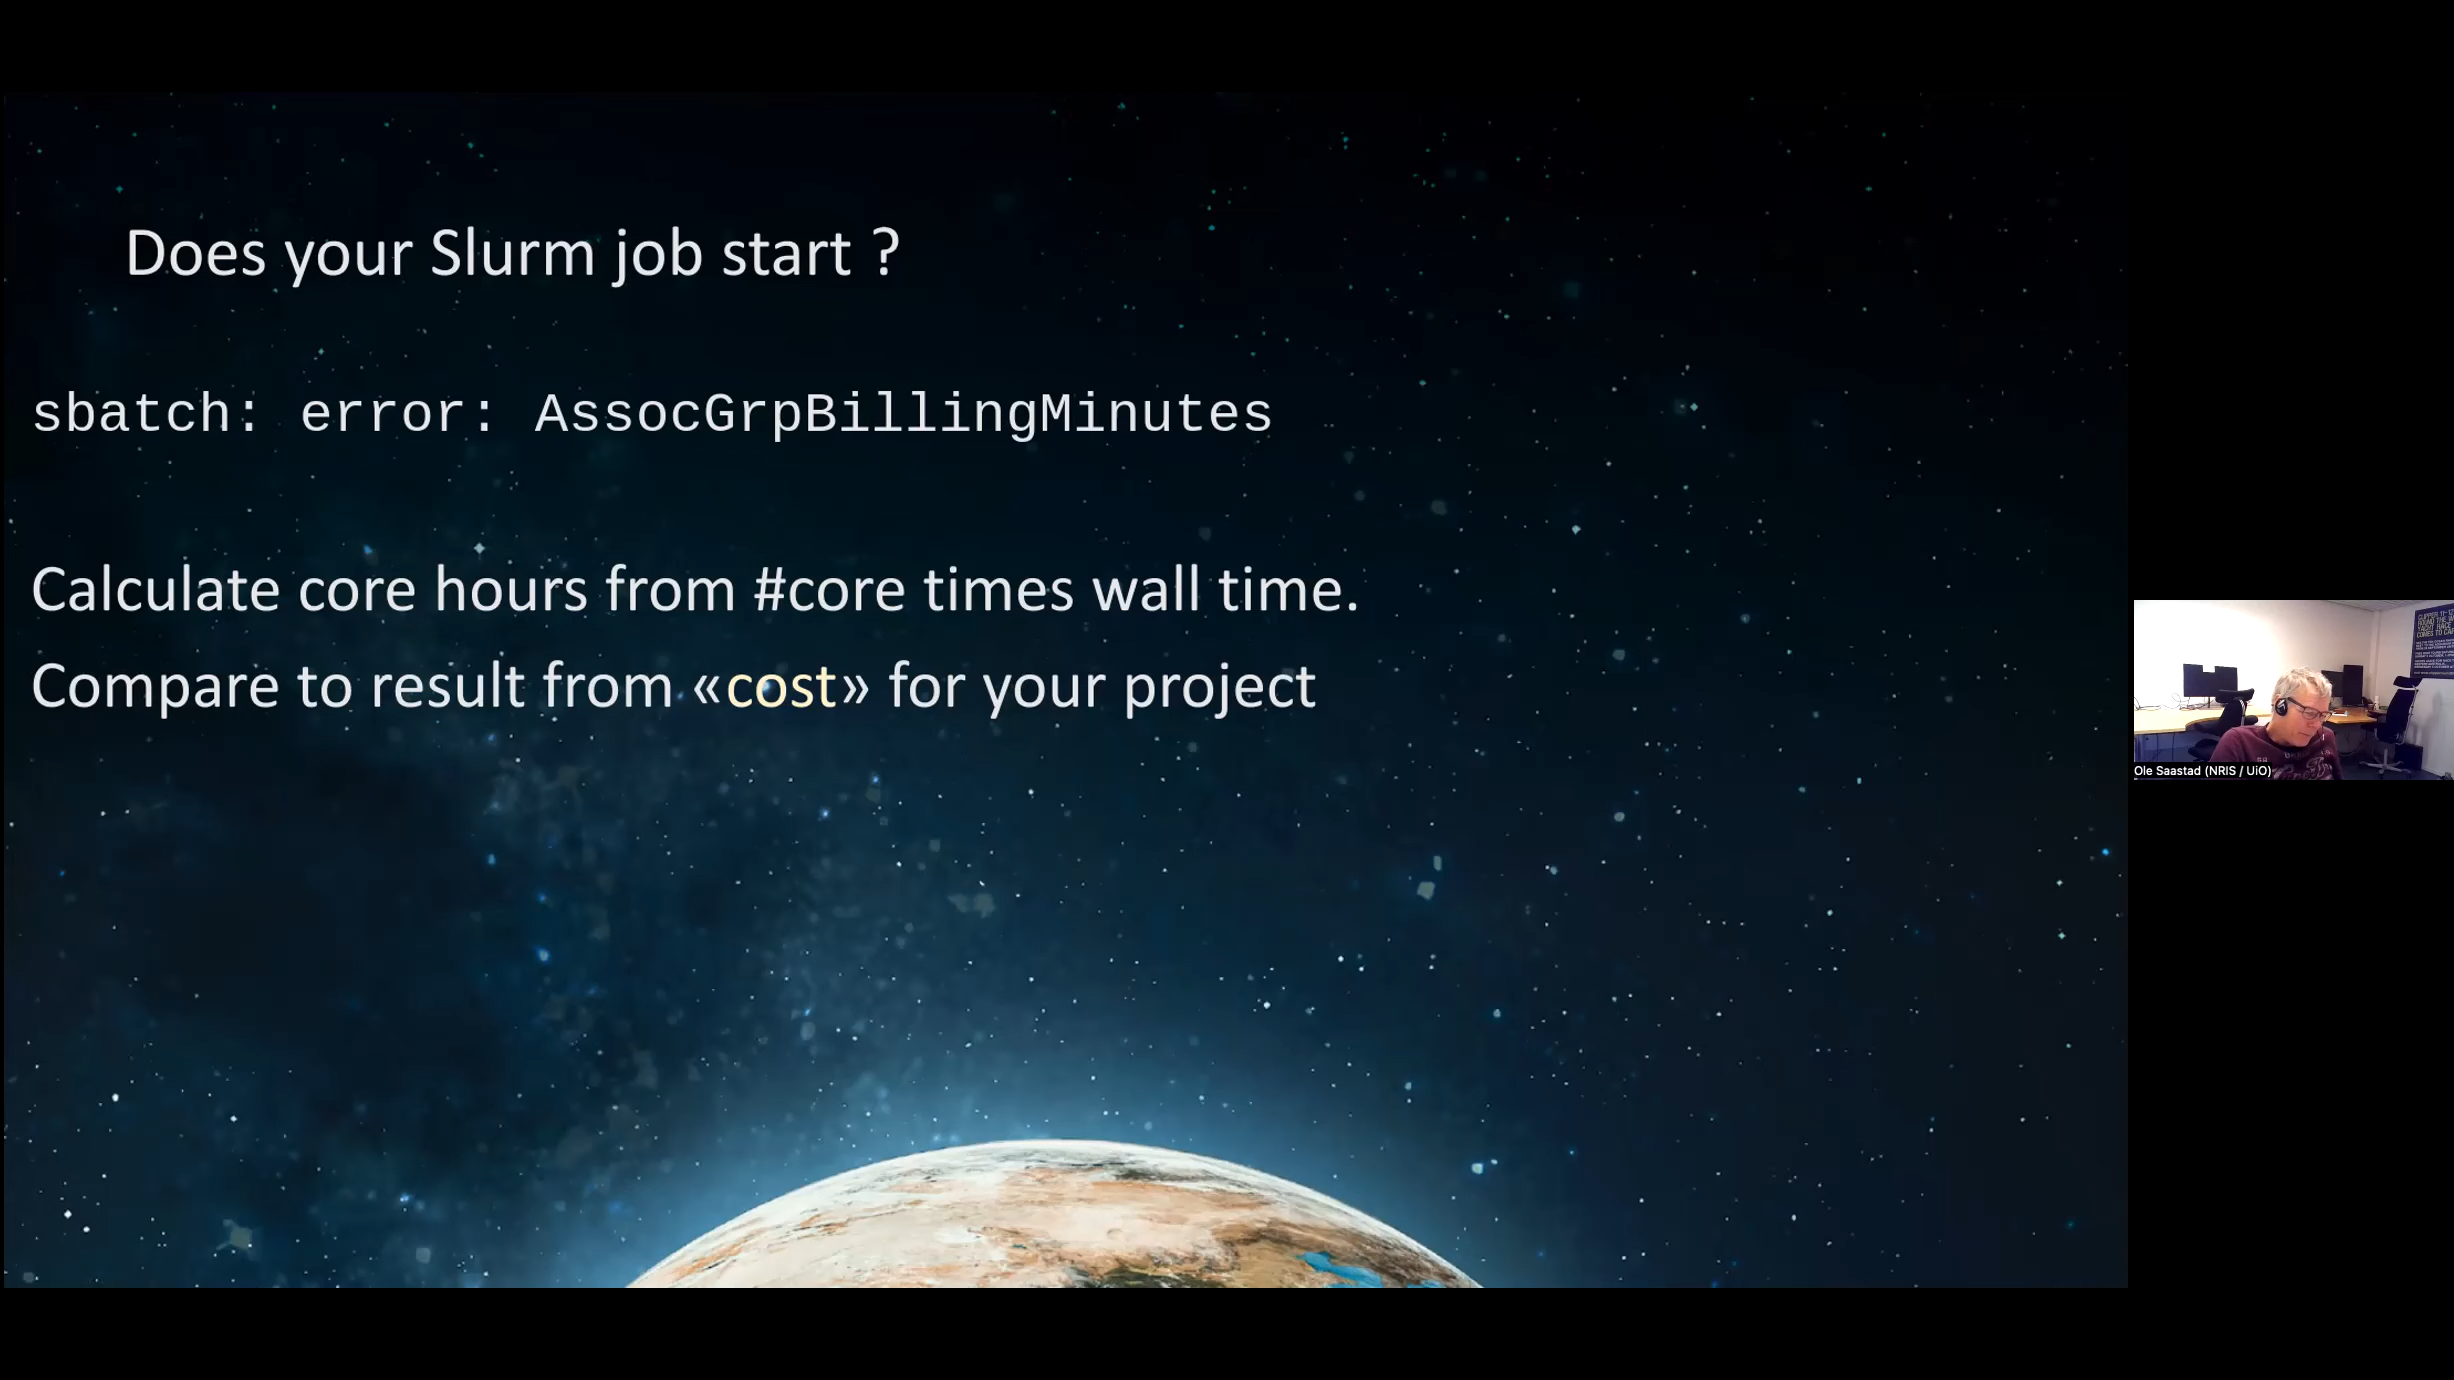 Does your Slurm job start ?
sbatch: error: AssocGrpBillingMinutes
Calculate core hours from #core times wall time.
Compare to result from «cost» for your project
Ole Saastad (NRIS / UiO)